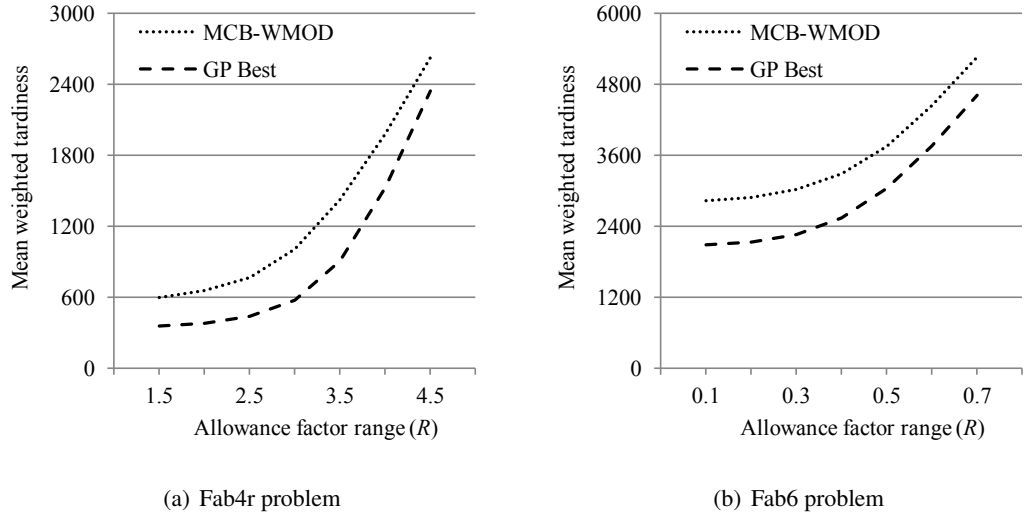 3000
2400
1800
1200
600
0
Mean weighted tardiness
MCB-WMOD
GP Best
1.5 2.5 3.5 4.5
Allowance factor range (R)
(a) Fab4r problem
6000
4800
3600
2400
1200
0
Mean weighted tardiness
MCB-WMOD
GP Best
0.1 0.3 0.5 0.7
Allowance factor range (R)
(b) Fab6 problem